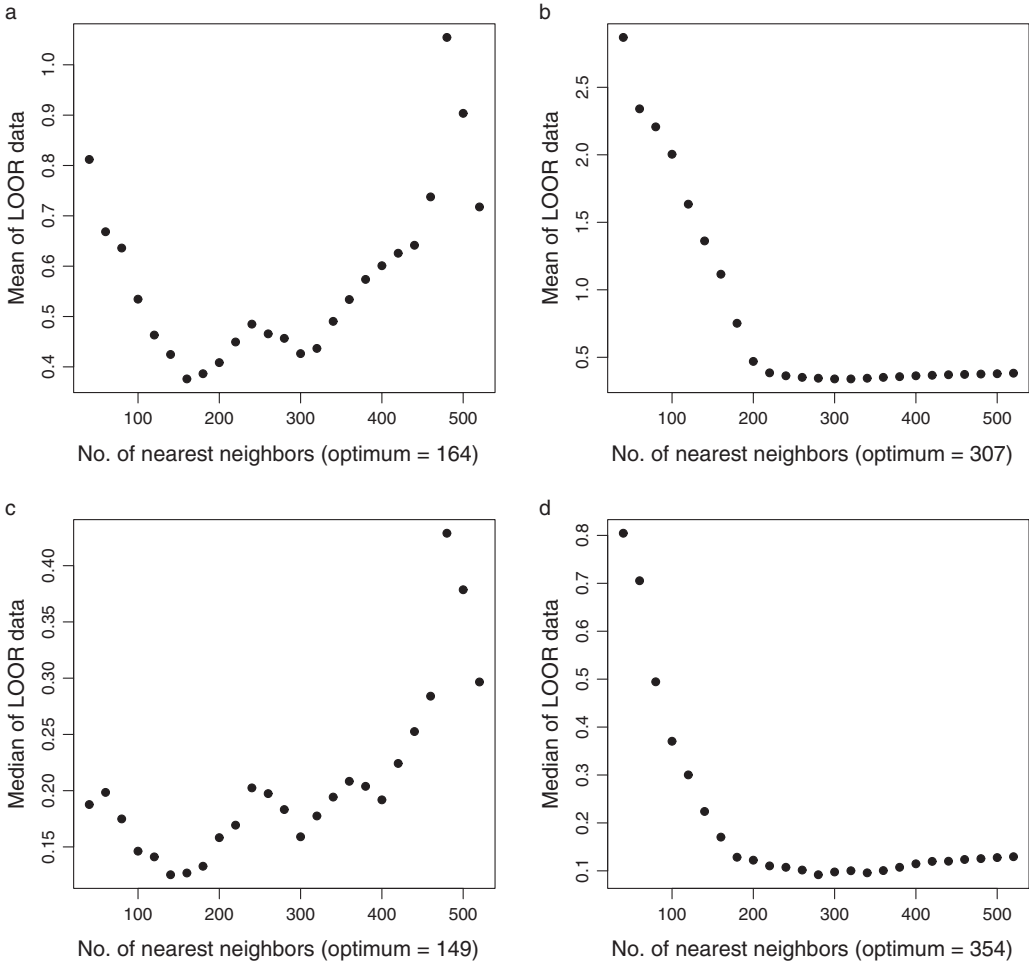 a
Mean of LOOR data
1.0
0.9
0.8
0.7
0.6
0.5
0.4
100 200 300 400 500
No. of nearest neighbors (optimum = 164)
b
Mean of LOOR data
2.5
2.0
1.5
1.0
0.5
100 200 300 400 500
No. of nearest neighbors (optimum = 307)
c
Median of LOOR data
0.40
0.35
0.30
0.25
0.20
0.15
100 200 300 400 500
No. of nearest neighbors (optimum = 149)
d
Median of LOOR data
0.8
0.7
0.6
0.5
0.4
0.3
0.2
0.1
100 200 300 400 500
No. of nearest neighbors (optimum = 354)